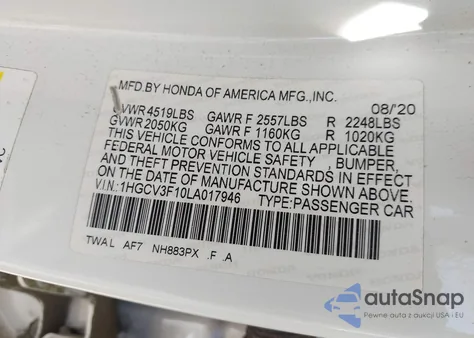 MFD.BY HONDA OF AMERICA MFG.,INC. 08/20
GVWR 4519LBS GAWR F 2557LBS R 2248LBS
GVWR 2050KG GAWR F 1160KG R 1020KG
THIS VEHICLE CONFORMS TO ALL APPLICABLE
FEDERAL MOTOR VEHICLE SAFETY , BUMPER,
AND THEFT PREVENTION STANDARDS IN EFFECT
ON THE DATE OF MANUFACTURE SHOWN ABOVE.
V.I.N.:1HGCV3F10LA017946 TYPE:PASSENGER CAR
TWAL AF7 NH883PX .F .A
autoSnap
Pewne auta z aukcji USA i EU